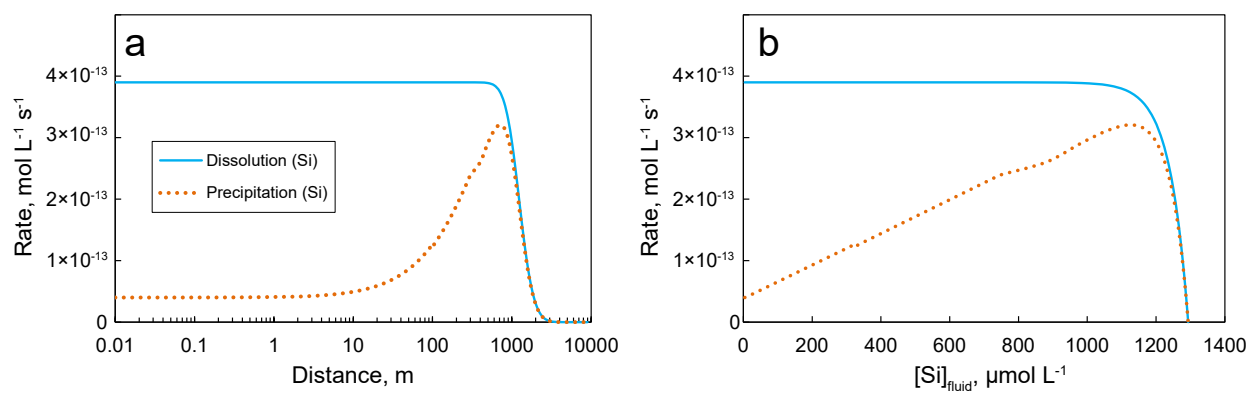 a
Rate, mol L⁻¹ s⁻¹
4×10⁻¹³
3×10⁻¹³
2×10⁻¹³
1×10⁻¹³
0
Dissolution (Si)
Precipitation (Si)
0.01 0.1 1 10 100 1000 10000
Distance, m
b
Rate, mol L⁻¹ s⁻¹
4×10⁻¹³
3×10⁻¹³
2×10⁻¹³
1×10⁻¹³
0
0 200 400 600 800 1000 1200 1400
[Si]fluid, µmol L⁻¹